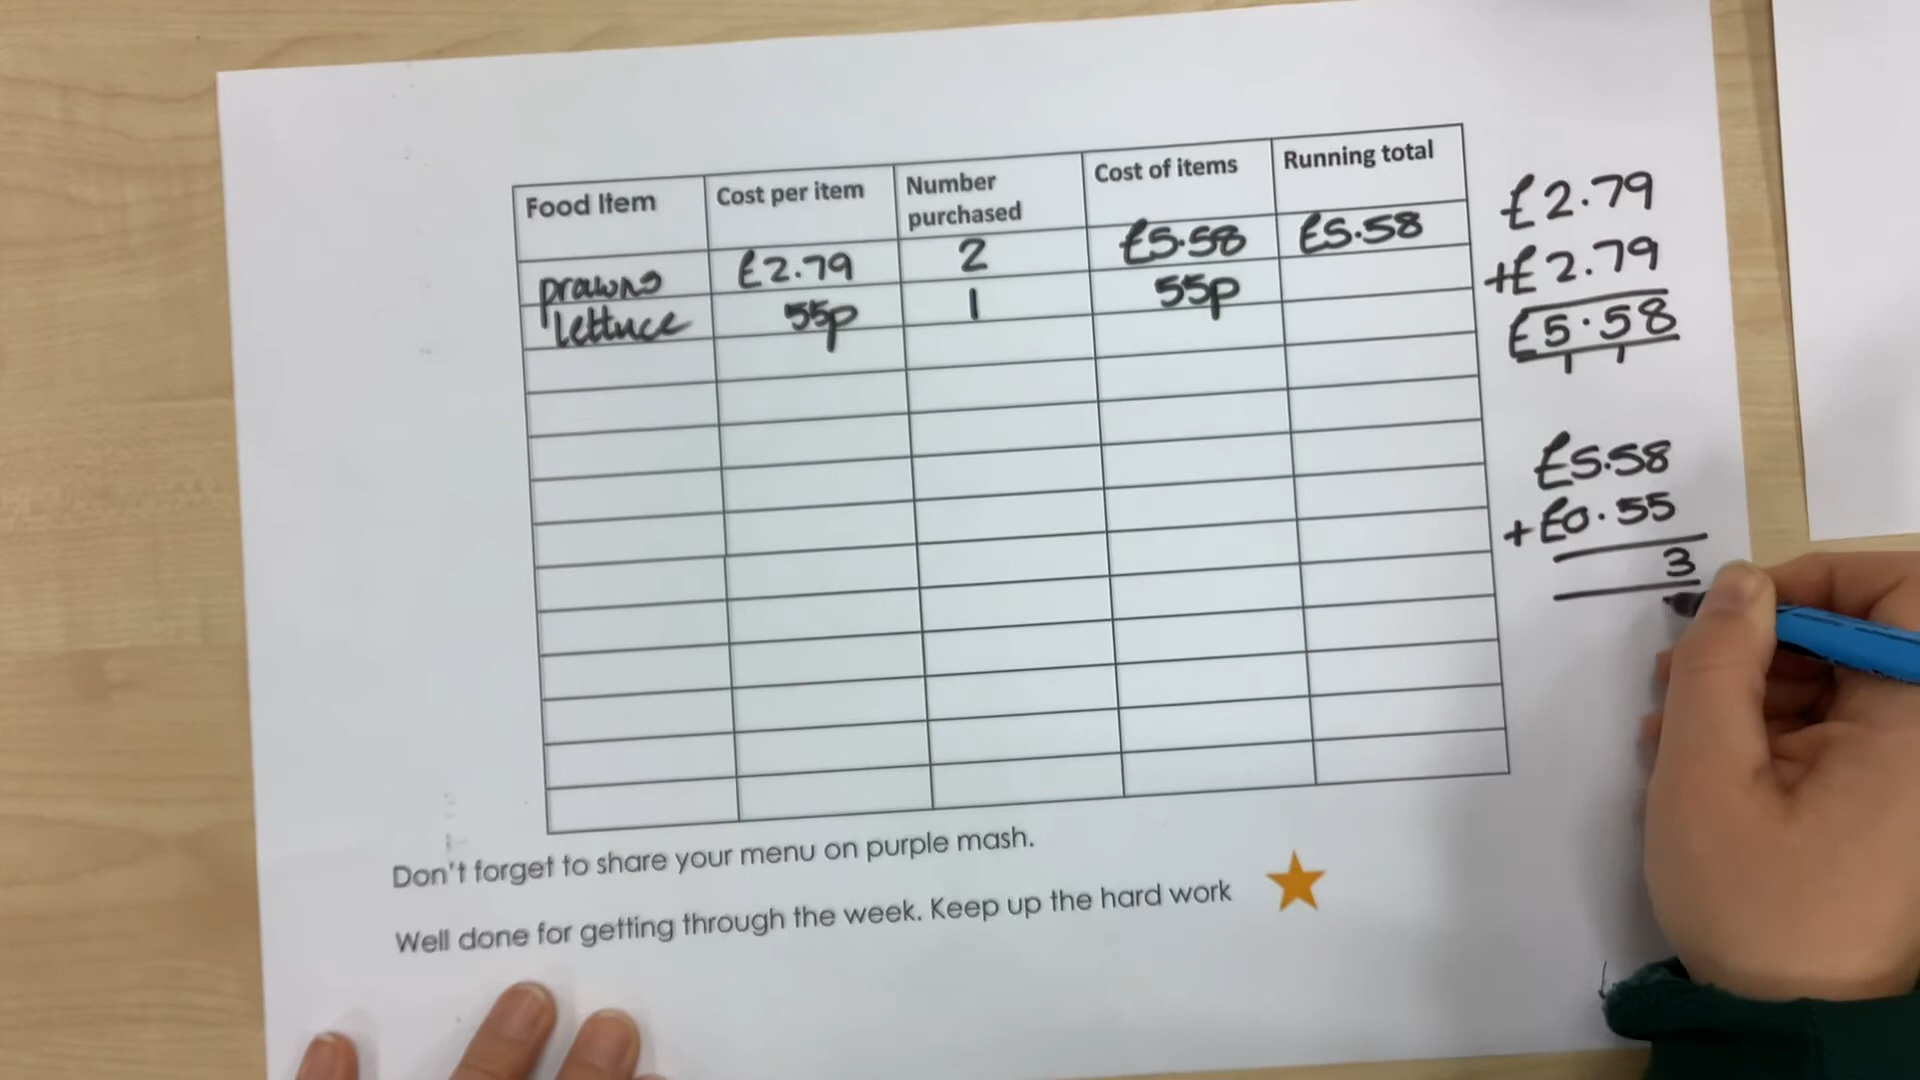 Food Item Cost per item Number purchased Cost of items Running total
prawns £2.79 2 £5.58 £5.58
lettuce 55p 1 55p
£2.79
+£2.79
£5.58
1 1
£5.58
+£0.55
3
Don't forget to share your menu on purple mash.
Well done for getting through the week. Keep up the hard work